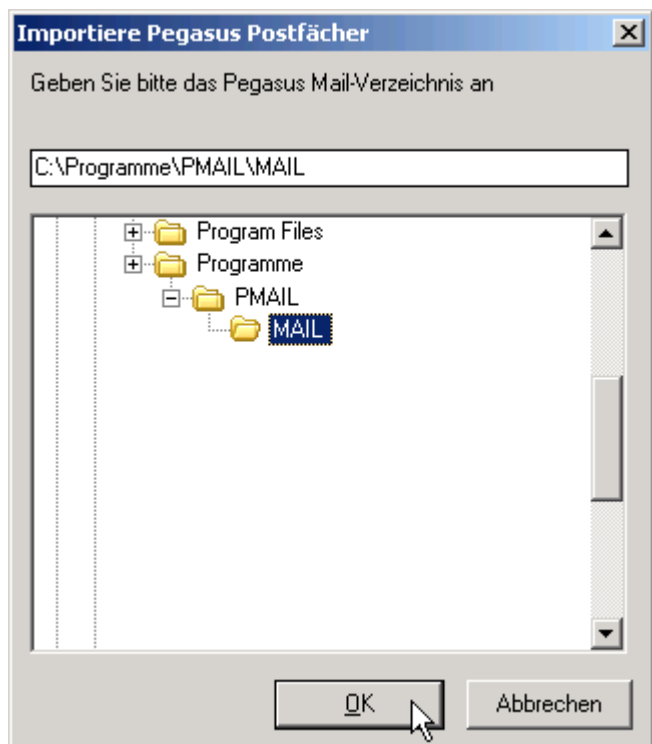 Importiere Pegasus Postfächer
Geben Sie bitte das Pegasus Mail-Verzeichnis an
C:\Programme\PMAIL\MAIL
Program Files
Programme
PMAIL
MAIL
OK
Abbrechen